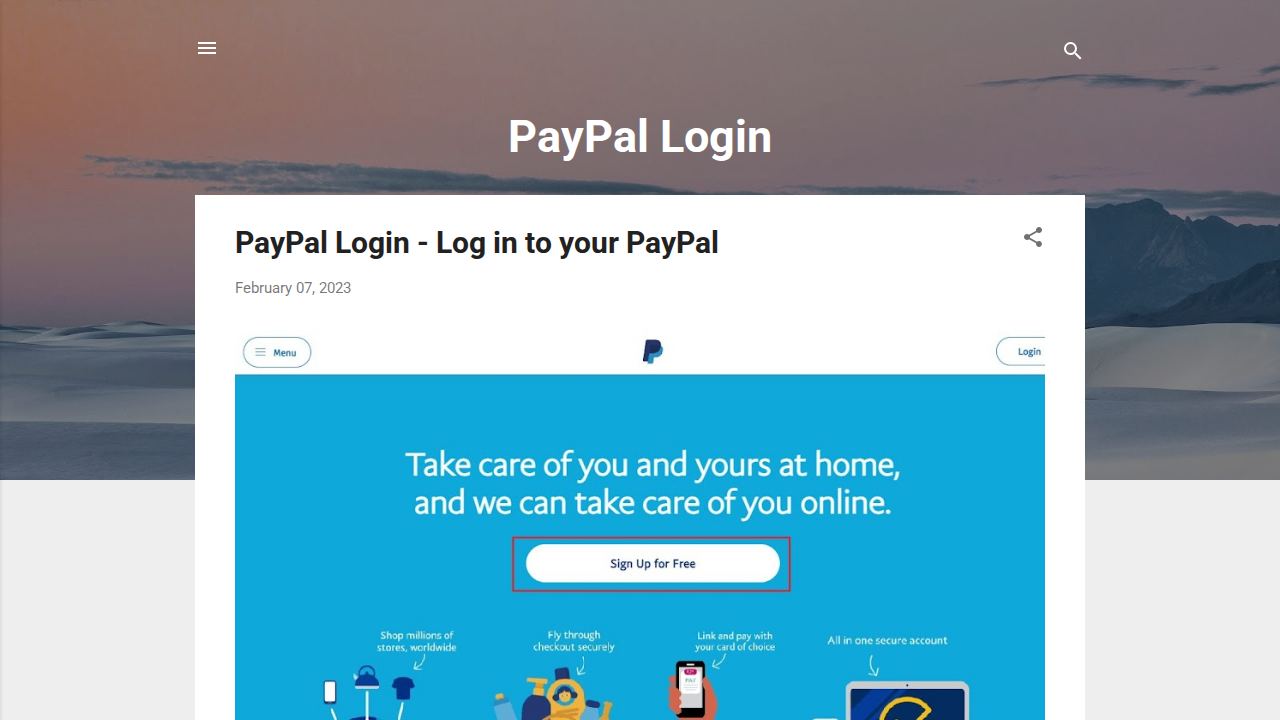 PayPal Login
PayPal Login - Log in to your PayPal
February 07, 2023
Menu
Login
Take care of you and yours at home,
and we can take care of you online.
Sign Up for Free
Shop millions of
stores, worldwide
Fly through
checkout securely
Link and pay with
your card of choice
All in one secure account
PAY